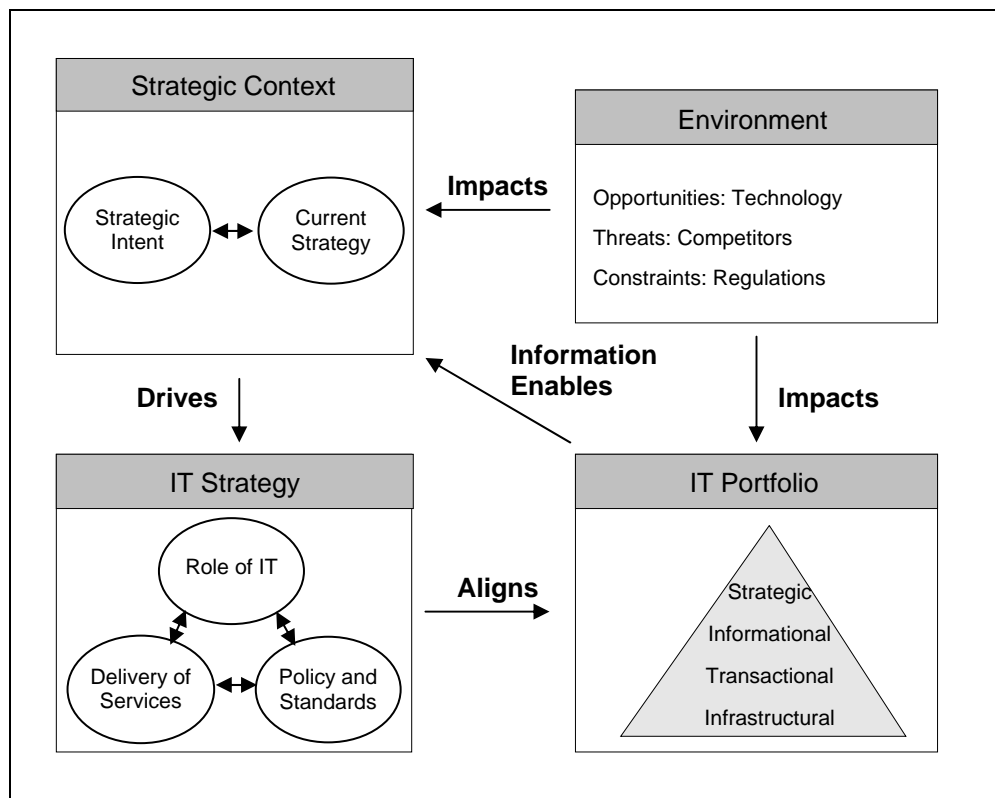 Strategic Context
Strategic
Intent
Current
Strategy
Impacts
Environment
Opportunities: Technology
Threats: Competitors
Constraints: Regulations
Drives
Information
Enables
Impacts
IT Strategy
Role of IT
Delivery of
Services
Policy and
Standards
Aligns
IT Portfolio
Strategic
Informational
Transactional
Infrastructural